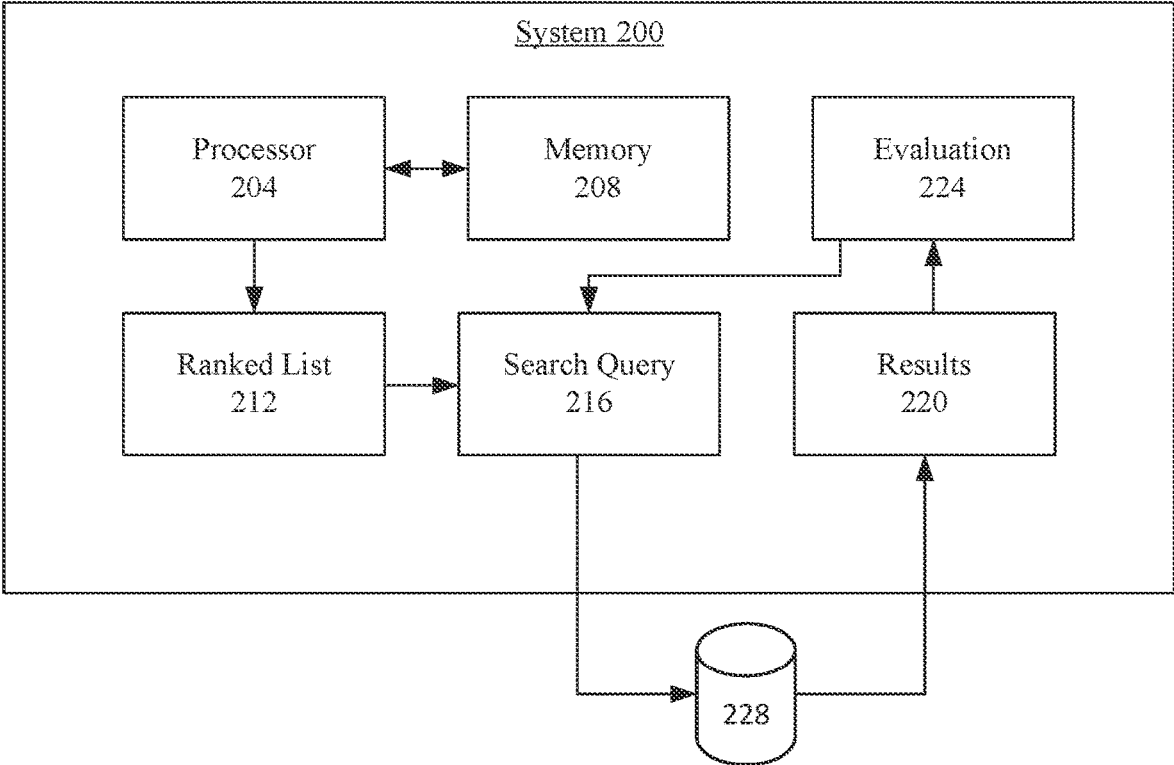 System 200
Processor
204
Memory
208
Evaluation
224
Ranked List
212
Search Query
216
Results
220
228